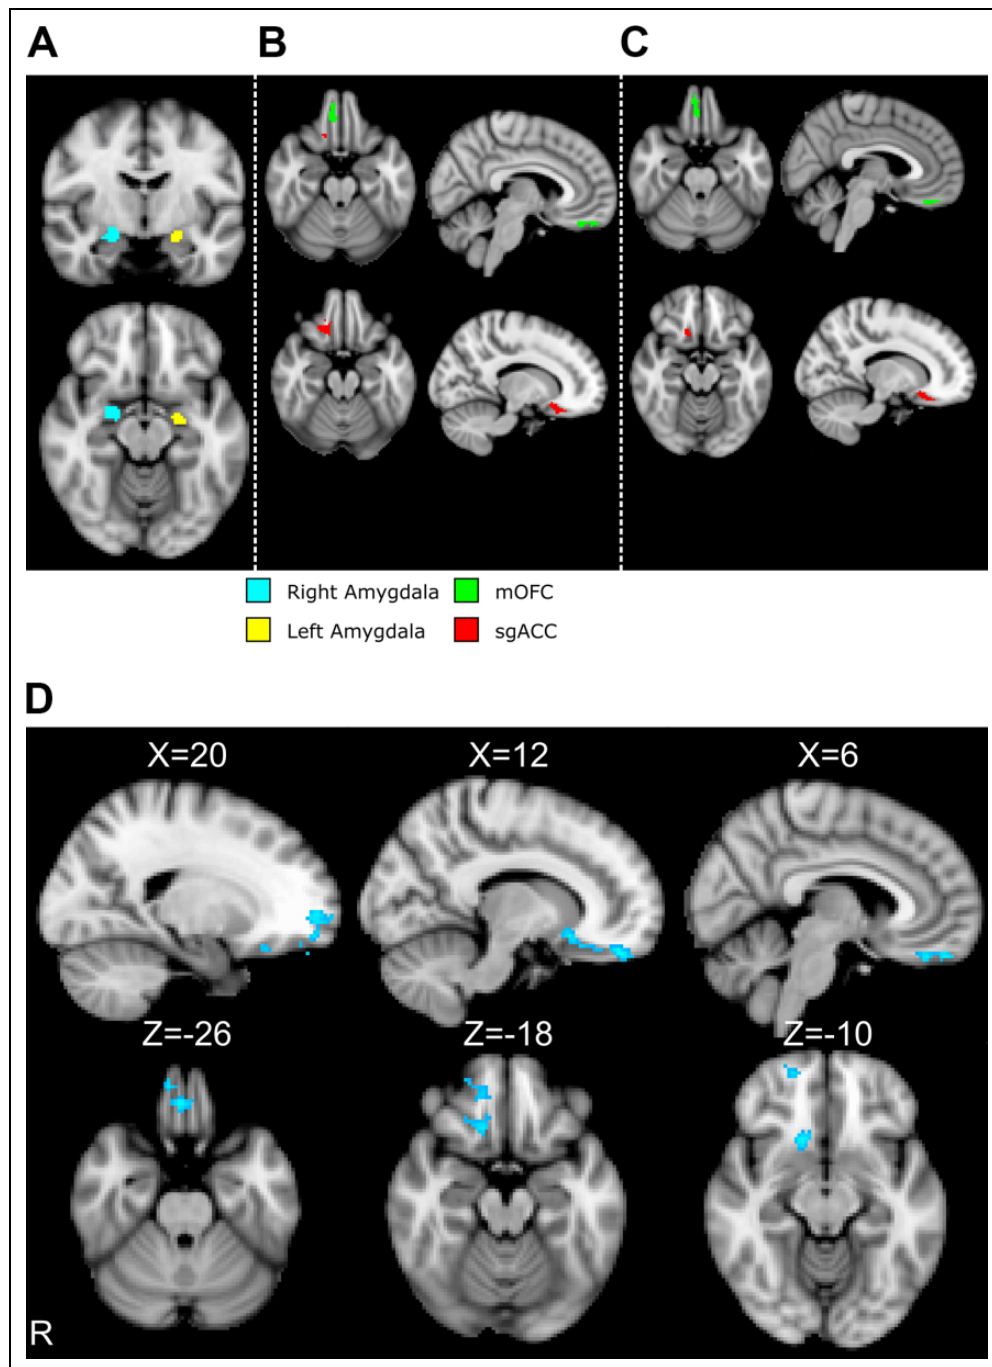 A B C
Right Amygdala mOFC
Left Amygdala sgACC
D
X=20 X=12 X=6
Z=-26 Z=-18 Z=-10
R